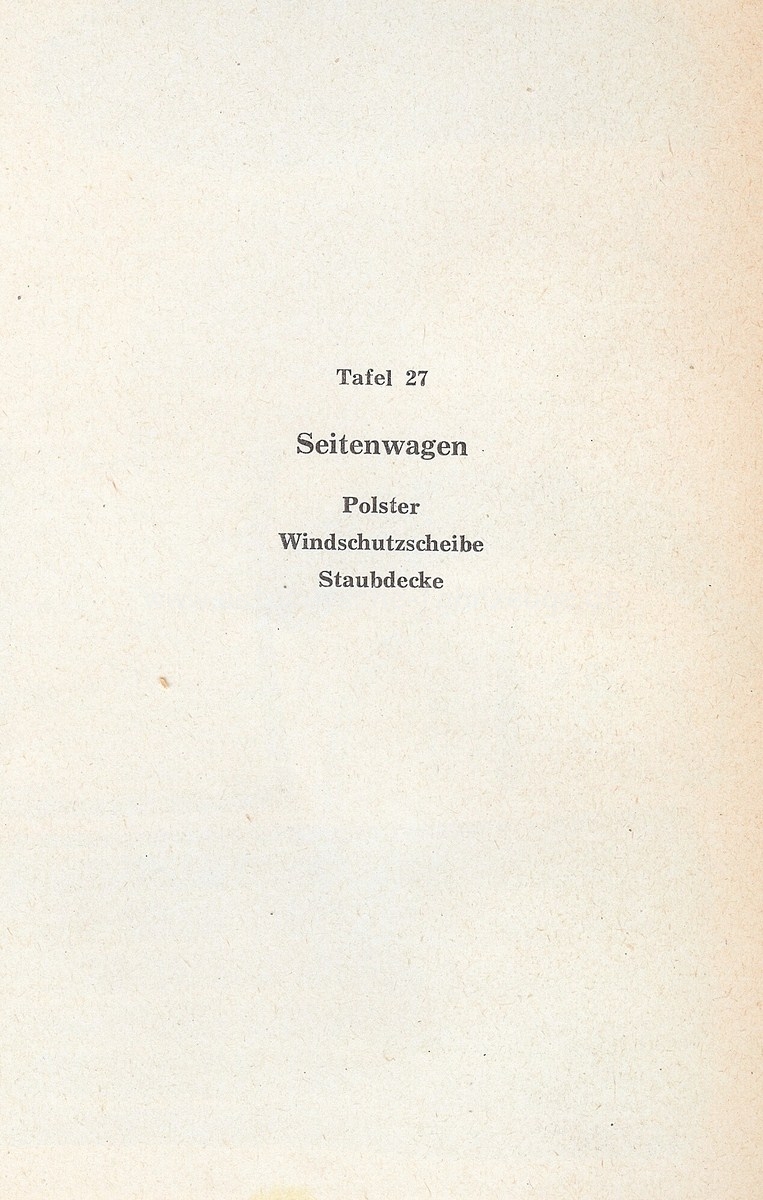 Tafel 27
Seitenwagen
Polster
Windschutzscheibe
Staubdecke